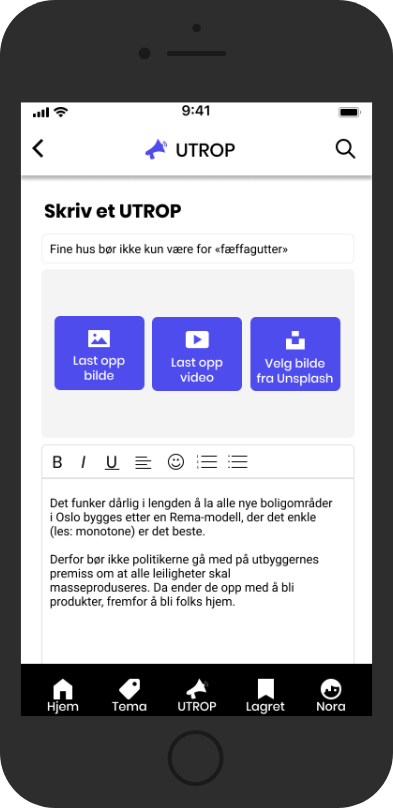 9:41
UTROP
Skriv et UTROP
Fine hus bør ikke kun være for «fæffagutter»
Last opp
bilde
Last opp
video
Velg bilde
fra Unsplash
B I U
Det funker dårlig i lengden å la alle nye boligområder
i Oslo bygges etter en Rema-modell, der det enkle
(les: monotone) er det beste.
Derfor bør ikke politikerne gå med på utbyggernes
premiss om at alle leiligheter skal
masseproduseres. Da ender de opp med å bli
produkter, fremfor å bli folks hjem.
Hjem Tema UTROP Lagret Nora